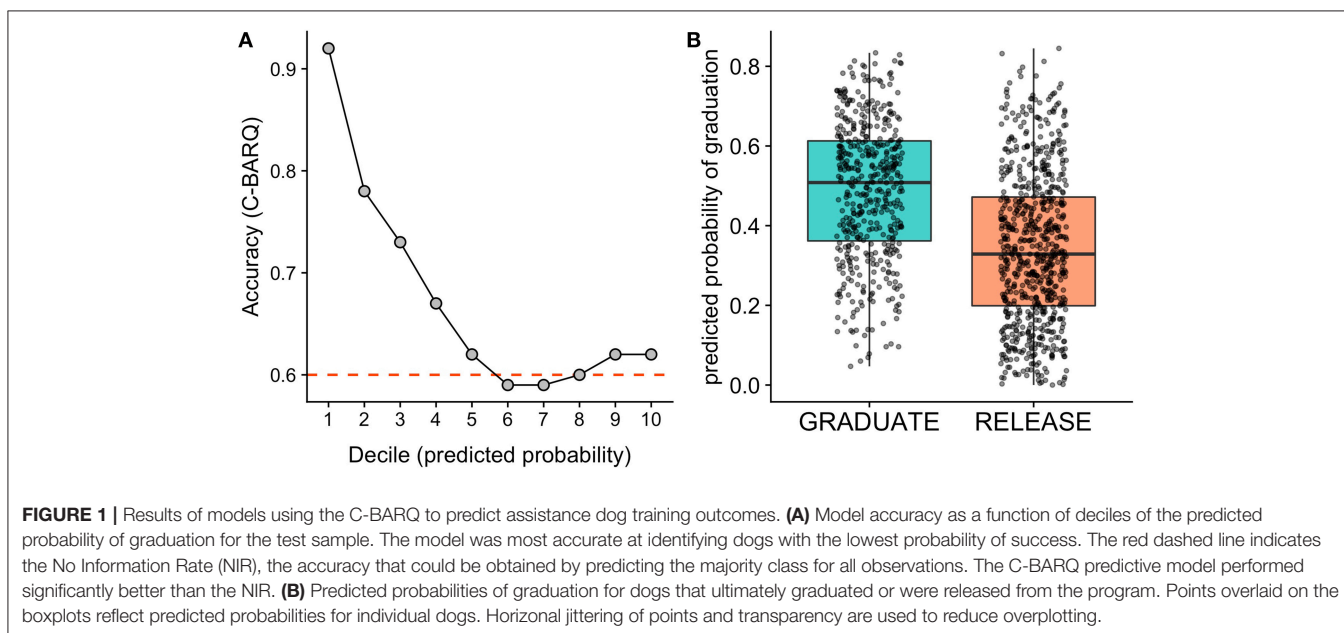 A
Accuracy (C-BARQ)
0.9
0.8
0.7
0.6
1 2 3 4 5 6 7 8 9 10
Decile (predicted probability)
B
predicted probability of graduation
0.8
0.6
0.4
0.2
0.0
GRADUATE RELEASE
FIGURE 1 | Results of models using the C-BARQ to predict assistance dog training outcomes. (A) Model accuracy as a function of deciles of the predicted
probability of graduation for the test sample. The model was most accurate at identifying dogs with the lowest probability of success. The red dashed line indicates
the No Information Rate (NIR), the accuracy that could be obtained by predicting the majority class for all observations. The C-BARQ predictive model performed
significantly better than the NIR. (B) Predicted probabilities of graduation for dogs that ultimately graduated or were released from the program. Points overlaid on the
boxplots reflect predicted probabilities for individual dogs. Horizonal jittering of points and transparency are used to reduce overplotting.